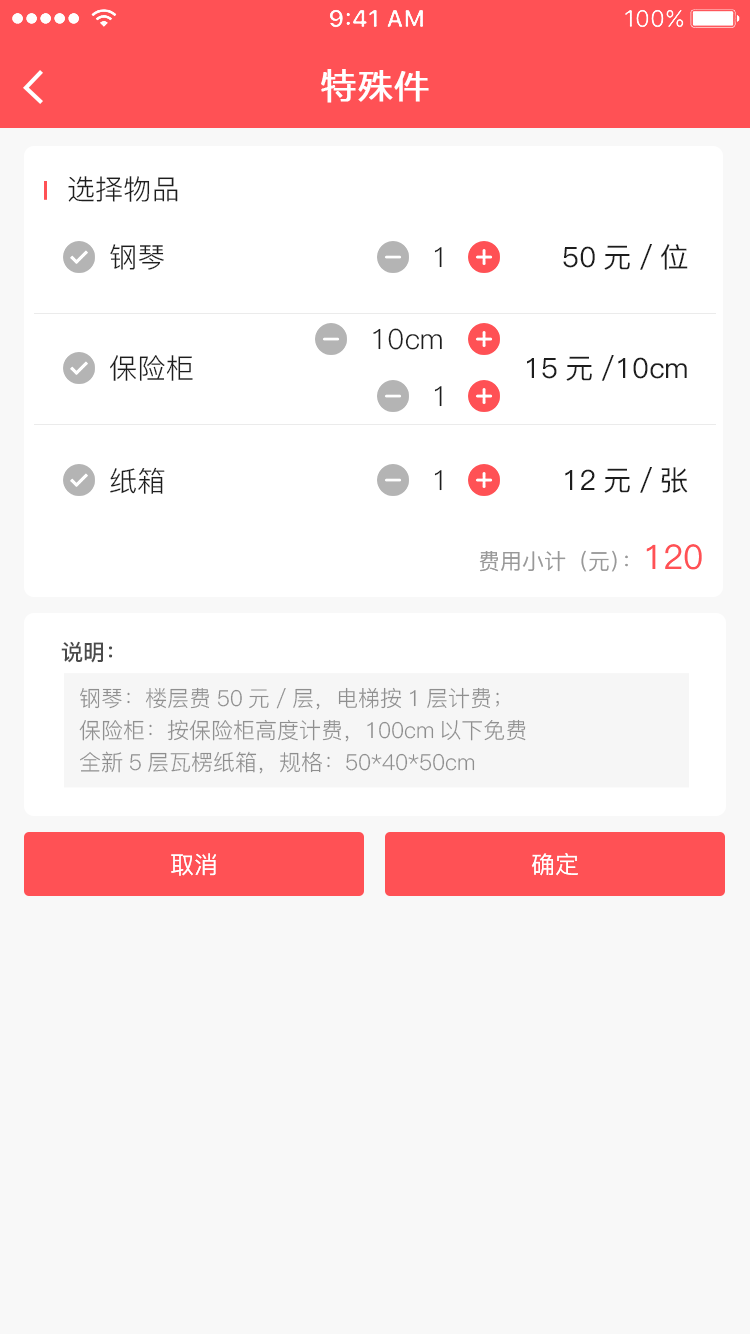 9:41 AM 100%
特殊件
选择物品
钢琴 1 50 元 / 位
10cm
保险柜 15 元 /10cm
1
纸箱 1 12 元 / 张
费用小计（元）：120
说明：
钢琴：楼层费 50 元 / 层，电梯按 1 层计费；
保险柜：按保险柜高度计费，100cm 以下免费
全新 5 层瓦楞纸箱，规格：50*40*50cm
取消 确定